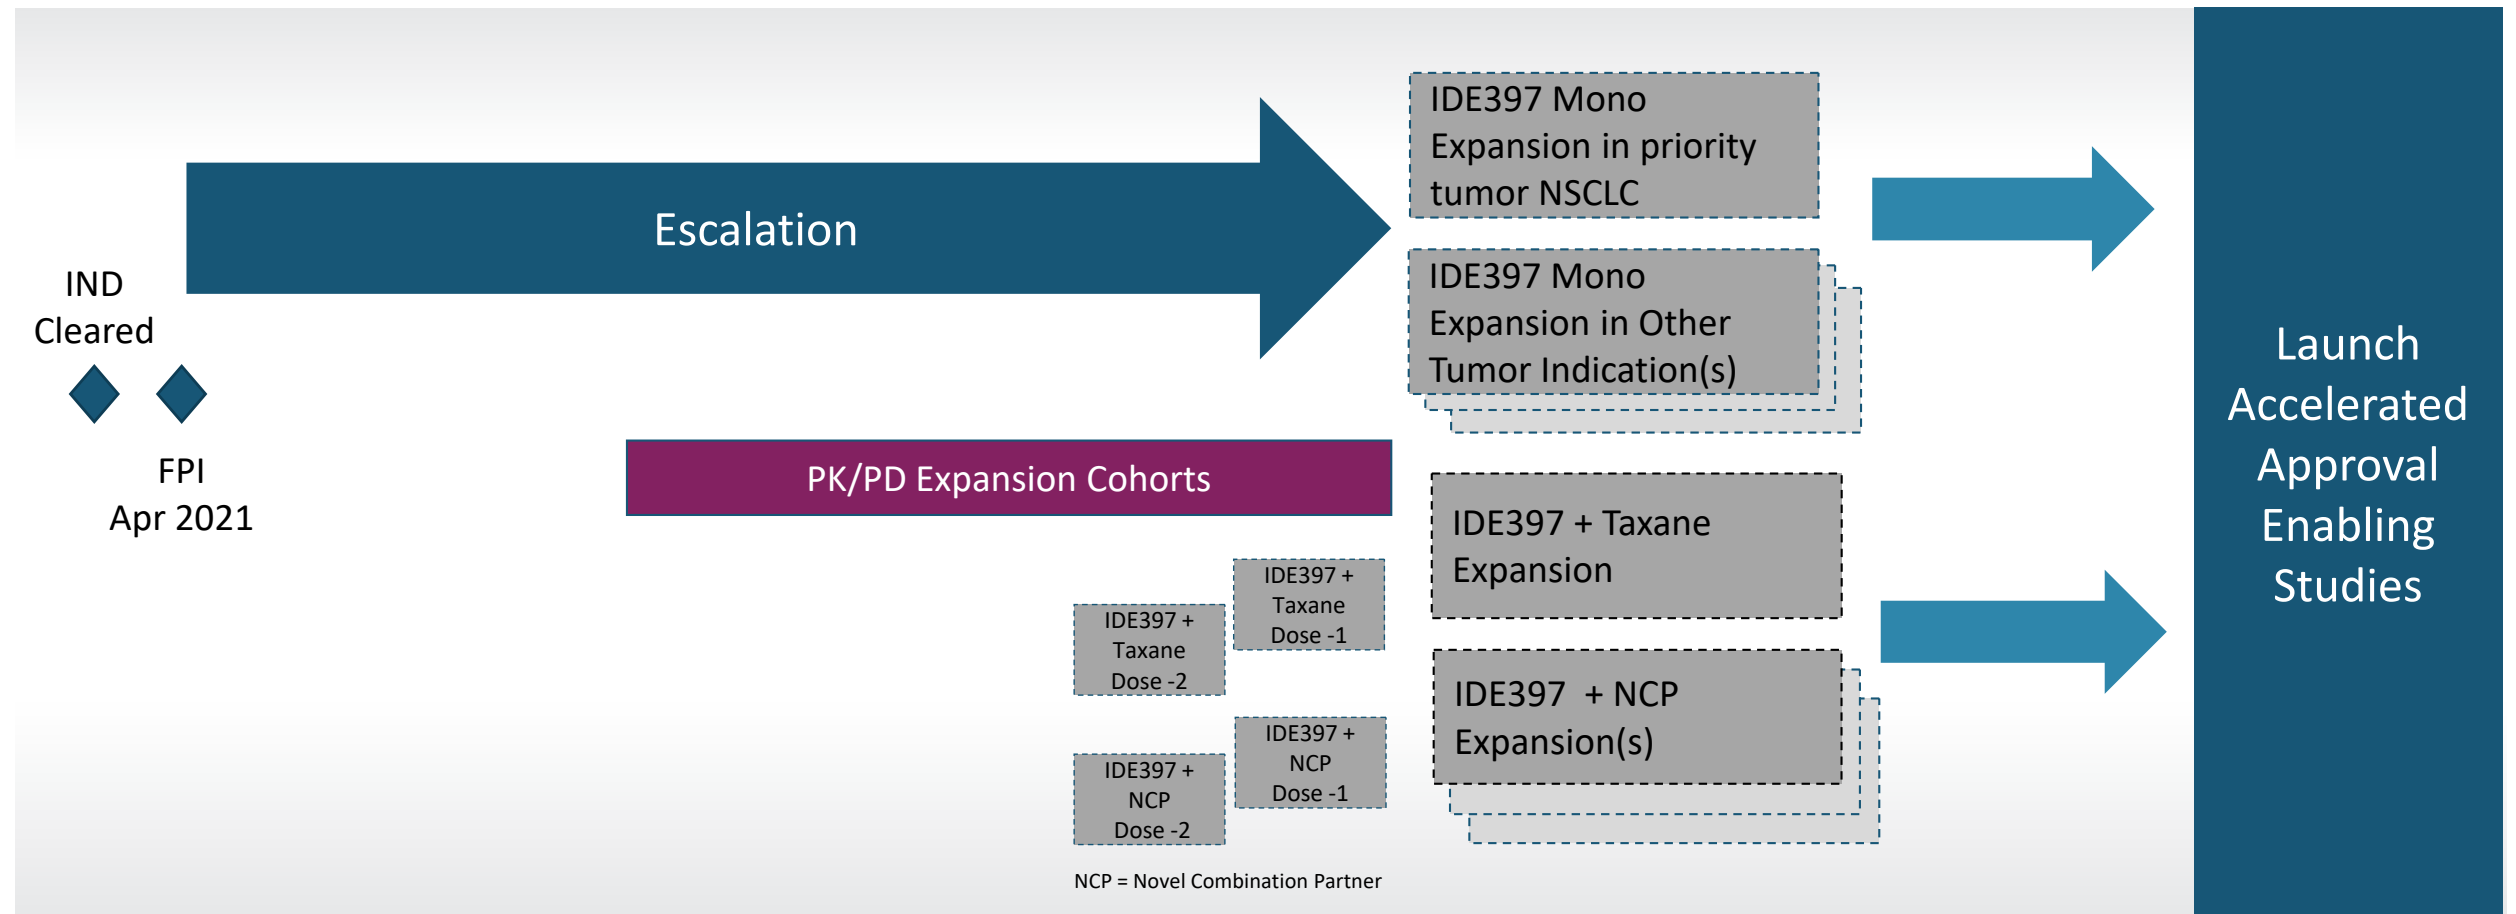 IND
Cleared
FPI
Apr 2021
Escalation
PK/PD Expansion Cohorts
IDE397 +
Taxane
Dose -2
IDE397 +
Taxane
Dose -1
IDE397 +
NCP
Dose -2
IDE397 +
NCP
Dose -1
NCP = Novel Combination Partner
IDE397 Mono
Expansion in priority
tumor NSCLC
IDE397 Mono
Expansion in Other
Tumor Indication(s)
IDE397 + Taxane
Expansion
IDE397  + NCP
Expansion(s)
Launch
Accelerated
Approval
Enabling
Studies